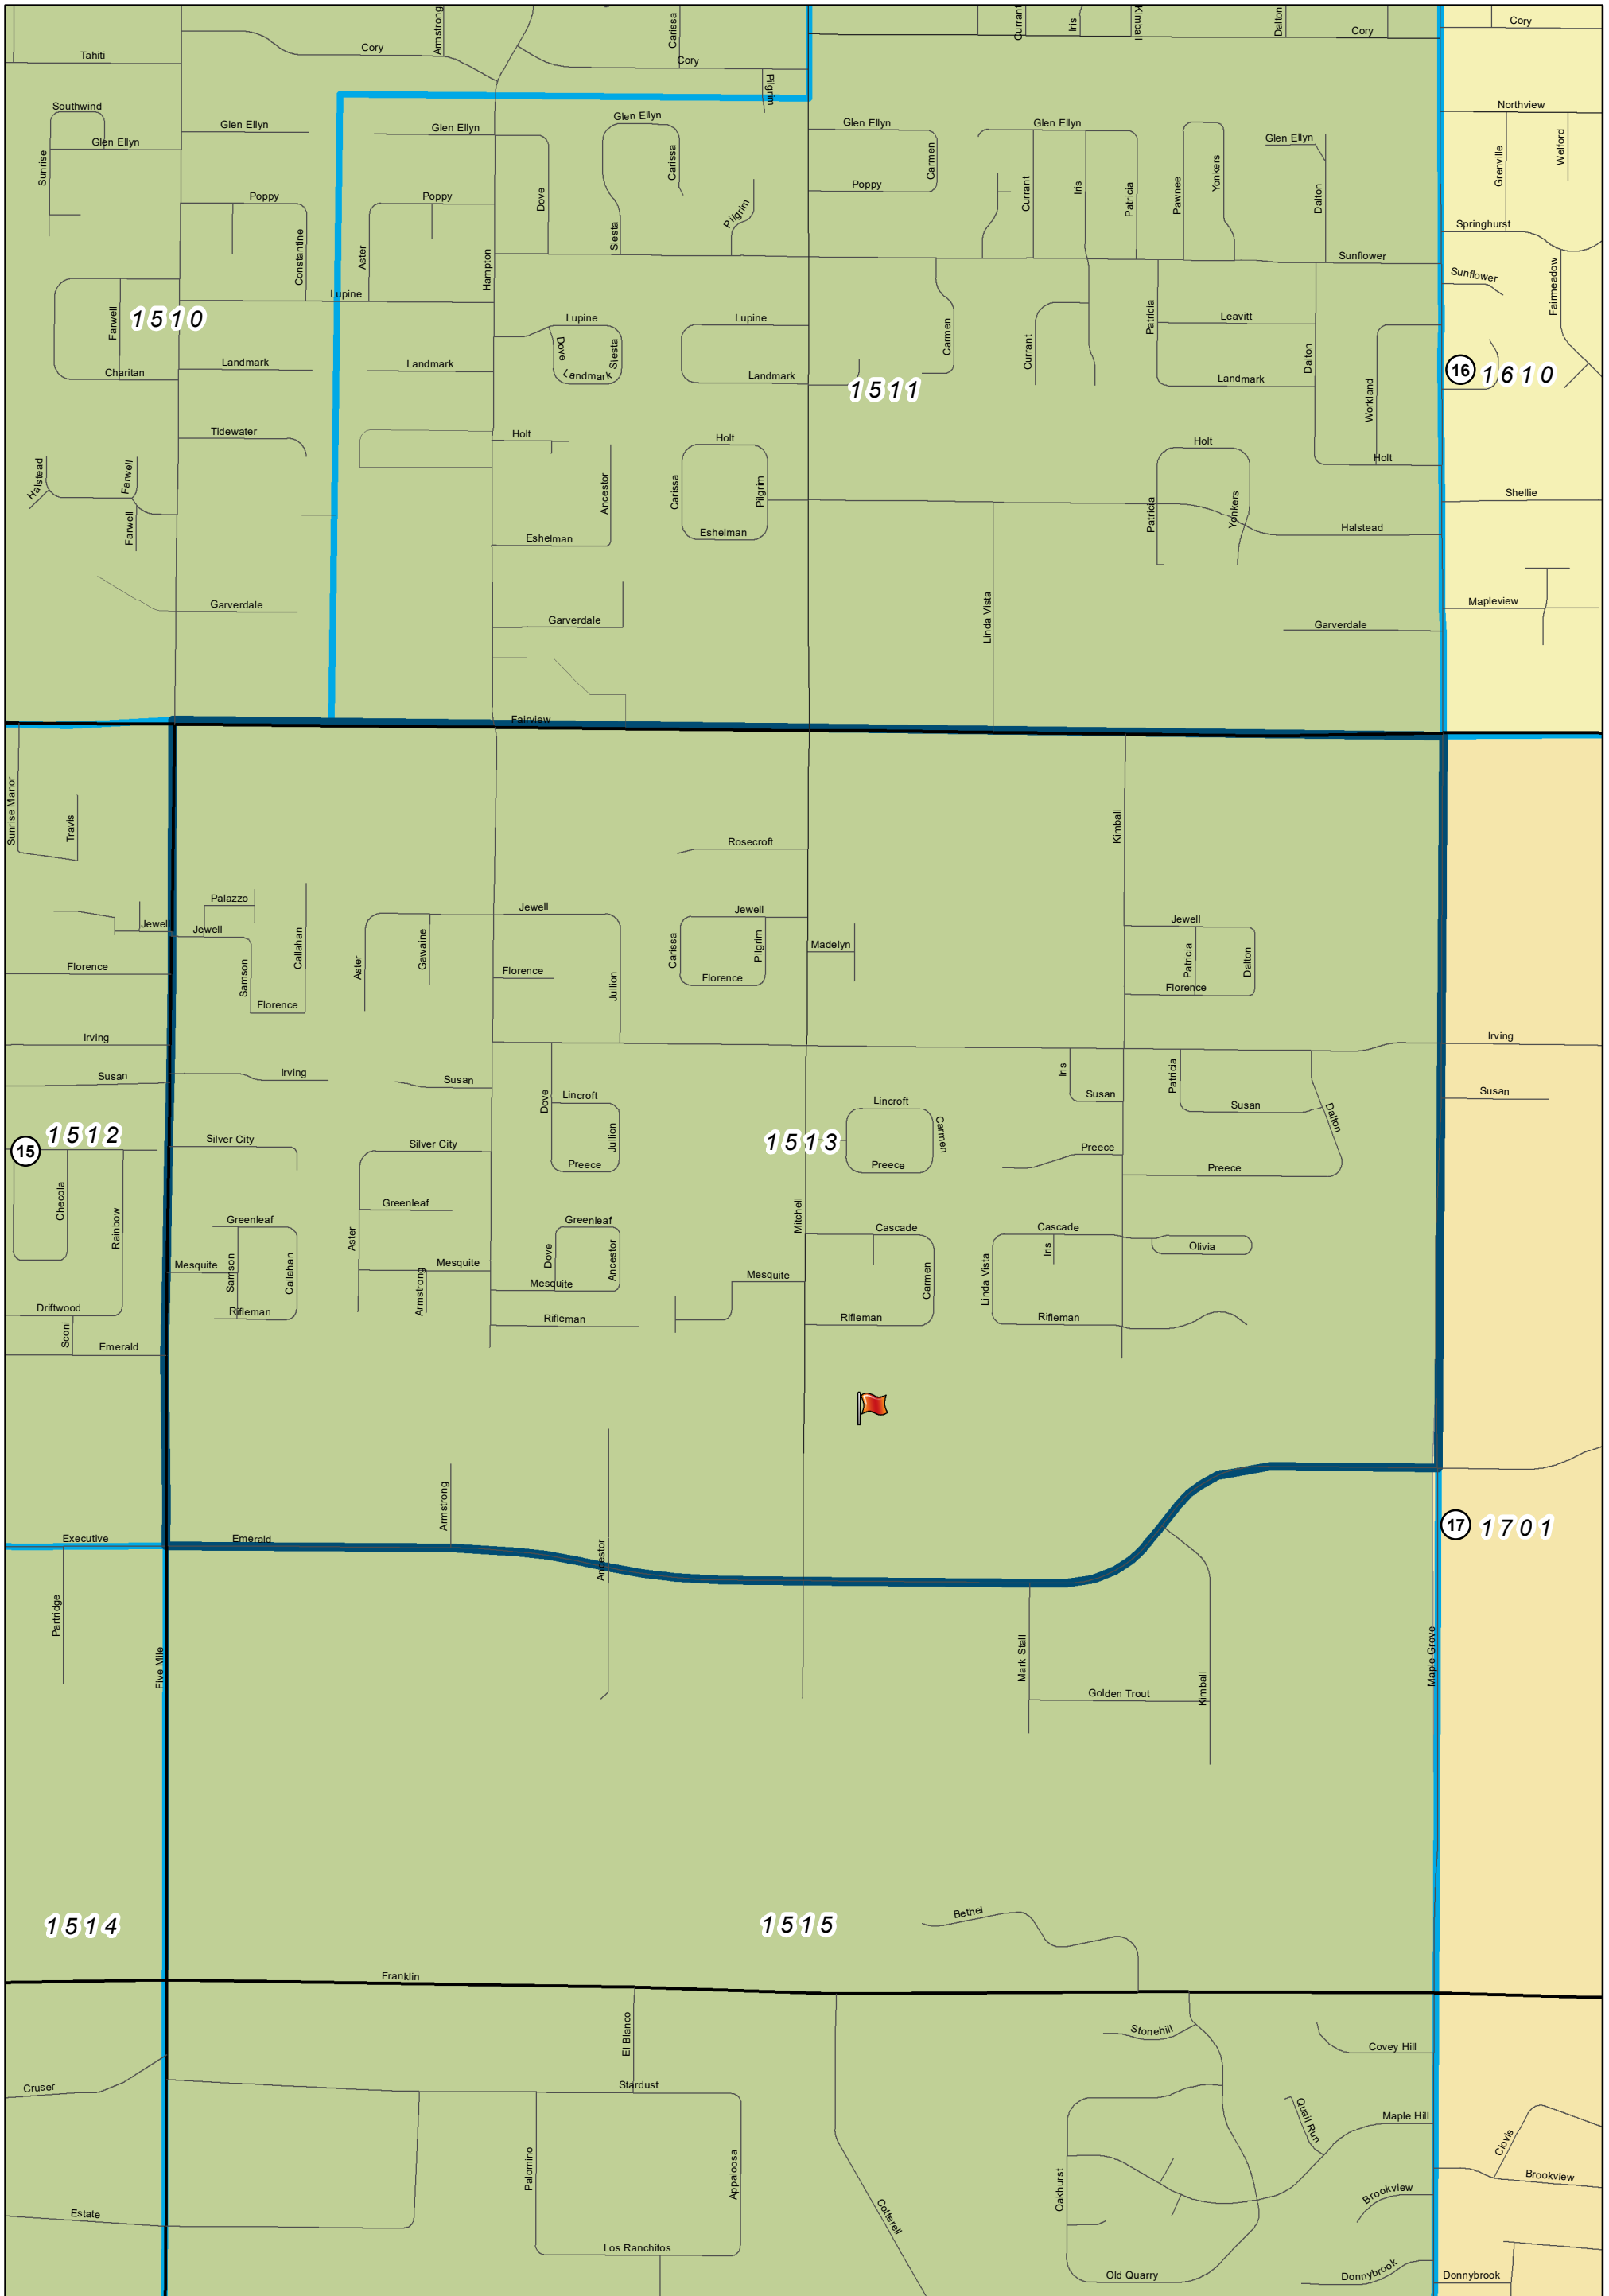 Armstrong
Carissa
Currant
Iris
Kimball
Dalton
Cory
Cory
Tahiti
Cory
Cory
Pilgrim
Southwind
Glen Ellyn
Glen Ellyn
Glen Ellyn
Glen Ellyn
Glen Ellyn
Glen Ellyn
Glen Ellyn
Northview
Sunrise
Carissa
Carmen
Grenville
Welford
Poppy
Poppy
Poppy
Dove
Siesta
Pilgrim
Currant
Iris
Patricia
Pawnee
Yonkers
Dalton
Springhurst
Constantine
Aster
Hampton
Sunflower
Sunflower
Fairmeadow
Lupine
Farwell
1510
Lupine
Lupine
Dove
Siesta
Landmark
Carmen
Currant
Patricia
Leavitt
Dalton
Charitan
Landmark
Landmark
Landmark
1511
Landmark
Workland
16
1610
Tidewater
Holt
Holt
Holt
Holt
Halstead
Farwell
Farwell
Ancestor
Carissa
Pilgrim
Patricia
Yonkers
Shellie
Eshelman
Eshelman
Halstead
Garverdale
Garverdale
Linda Vista
Garverdale
Mapleview
Fairview
Sunrise Manor
Travis
Rosecroft
Kimball
Palazzo
Jewell
Jewell
Callahan
Jewell
Jewell
Jewell
Florence
Samson
Florence
Aster
Gawaine
Florence
Jullion
Carissa
Pilgrim
Florence
Madelyn
Patricia
Dalton
Florence
Irving
Irving
Susan
Irving
Susan
Dove
Lincroft
Jullion
Preece
Lincroft
Carmen
Preece
Iris
Susan
Patricia
Susan
Dalton
Susan
15
1512
Silver City
Silver City
1513
Preece
Preece
Checola
Rainbow
Greenleaf
Greenleaf
Greenleaf
Mitchell
Cascade
Cascade
Olivia
Mesquite
Samson
Callahan
Aster
Mesquite
Armstrong
Dove
Ancestor
Mesquite
Mesquite
Carmen
Linda Vista
Iris
Driftwood
Rifleman
Rifleman
Rifleman
Rifleman
Sconi
Emerald
Armstrong
Executive
Emerald
Ancestor
17
1701
Partridge
Five Mile
Mark Stall
Golden Trout
Kimball
Maple Grove
1514
1515
Bethel
Franklin
El Blanco
Stonehill
Covey Hill
Cruser
Stardust
Quail Run
Maple Hill
Palomino
Appaloosa
Oakhurst
Clovis
Brookview
Brookview
Estate
Cotterell
Los Ranchitos
Old Quarry
Donnybrook
Donnybrook